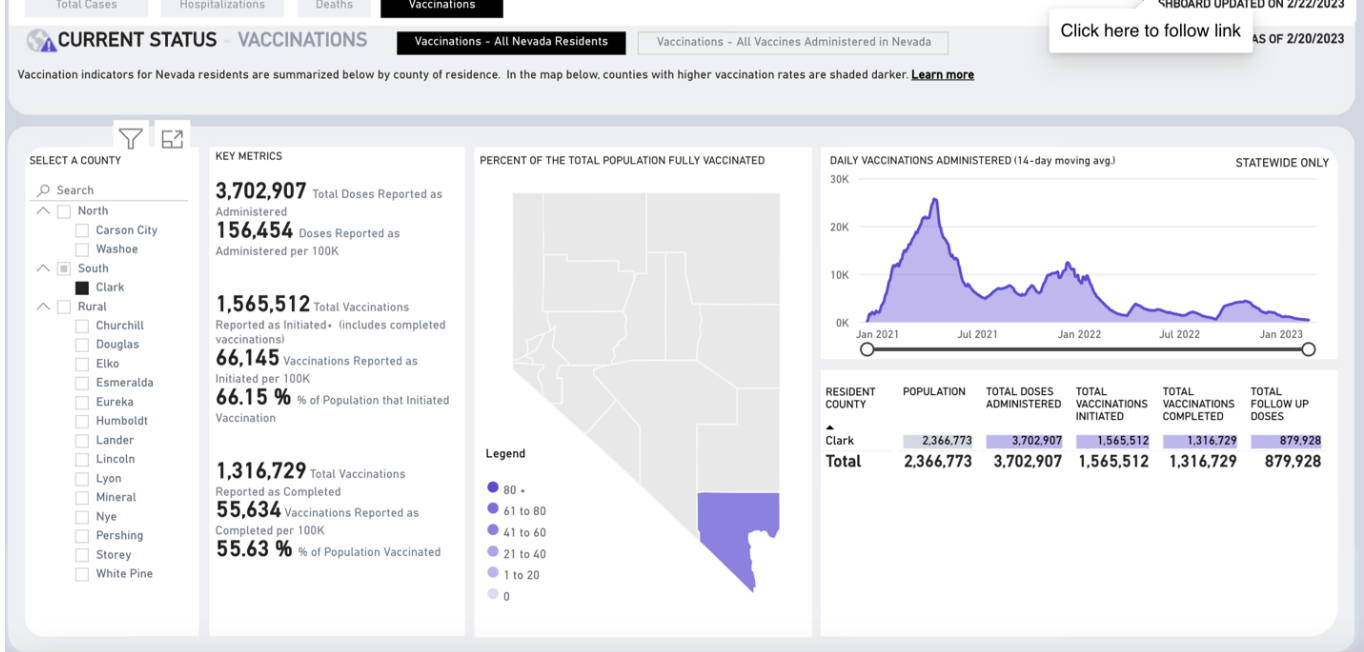 Total Cases
Hospitalizations
Deaths
Vaccinations
SHBOARD UPDATED ON 2/22/2023
Click here to follow link
CURRENT STATUS - VACCINATIONS
Vaccinations - All Nevada Residents
Vaccinations - All Vaccines Administered in Nevada
AS OF 2/20/2023
Vaccination indicators for Nevada residents are summarized below by county of residence. In the map below, counties with higher vaccination rates are shaded darker. Learn more
SELECT A COUNTY
Search
North
Carson City
Washoe
South
Clark
Rural
Churchill
Douglas
Elko
Esmeralda
Eureka
Humboldt
Lander
Lincoln
Lyon
Mineral
Nye
Pershing
Storey
White Pine
KEY METRICS
3,702,907 Total Doses Reported as
Administered
156,454 Doses Reported as
Administered per 100K
1,565,512 Total Vaccinations
Reported as Initiated+ (includes completed
vaccinations)
66,145 Vaccinations Reported as
Initiated per 100K
66.15 % % of Population that Initiated
Vaccination
1,316,729 Total Vaccinations
Reported as Completed
55,634 Vaccinations Reported as
Completed per 100K
55.63 % % of Population Vaccinated
PERCENT OF THE TOTAL POPULATION FULLY VACCINATED
Legend
80 +
61 to 80
41 to 60
21 to 40
1 to 20
0
DAILY VACCINATIONS ADMINISTERED (14-day moving avg.)
STATEWIDE ONLY
30K
20K
10K
0K
Jan 2021
Jul 2021
Jan 2022
Jul 2022
Jan 2023
RESIDENT COUNTY
POPULATION
TOTAL DOSES ADMINISTERED
TOTAL VACCINATIONS INITIATED
TOTAL VACCINATIONS COMPLETED
TOTAL FOLLOW UP DOSES
Clark 2,366,773 3,702,907 1,565,512 1,316,729 879,928
Total 2,366,773 3,702,907 1,565,512 1,316,729 879,928